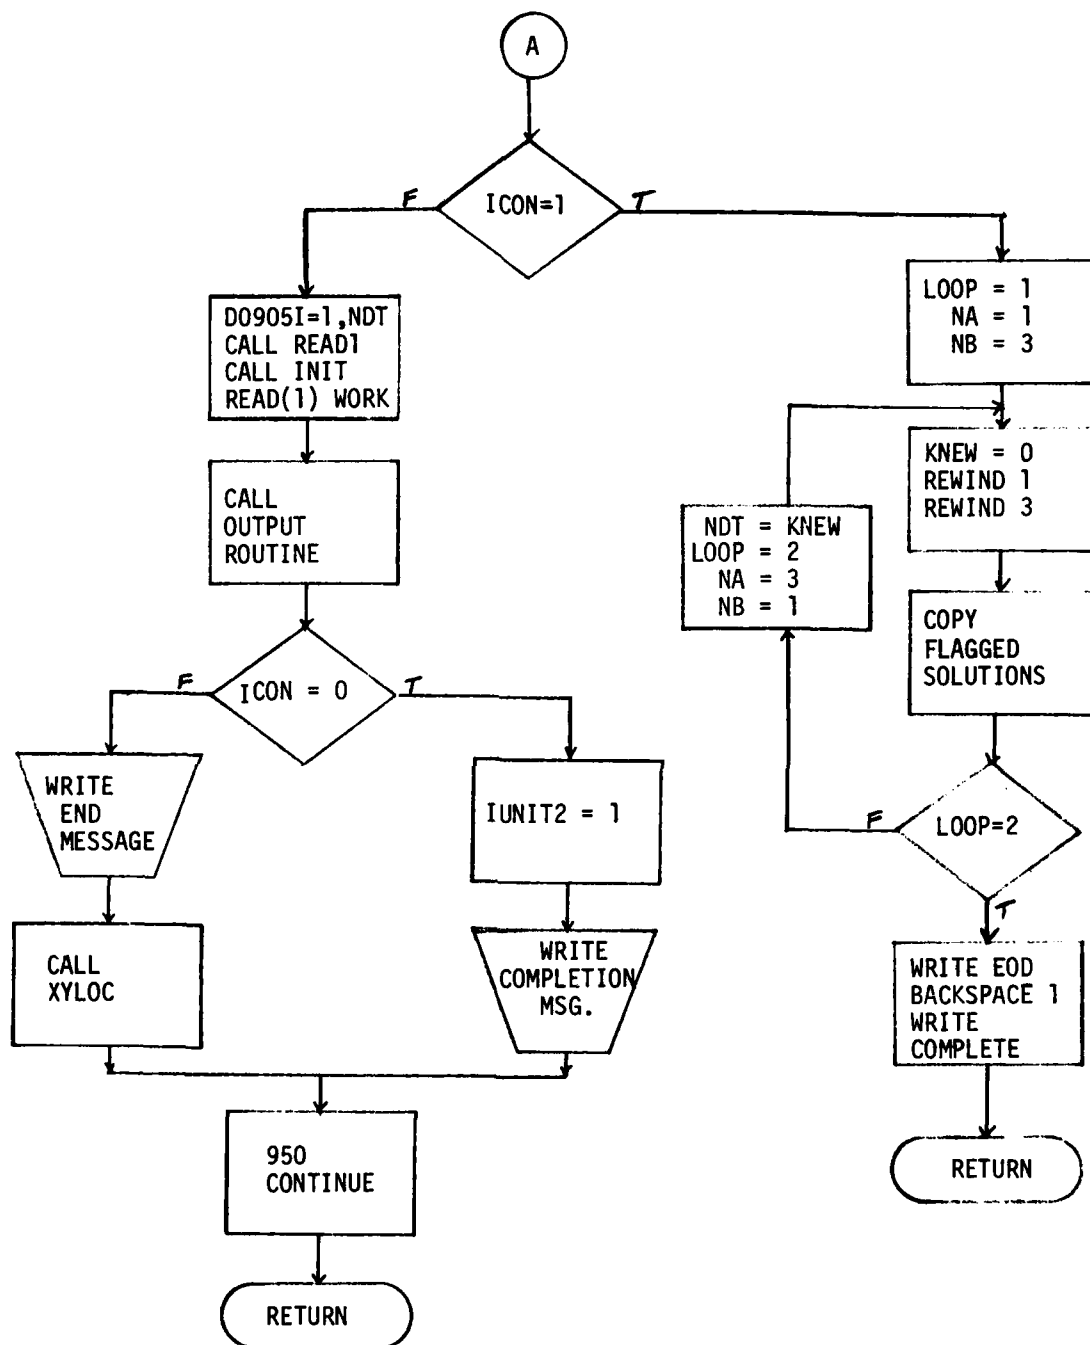 A
F
ICON=1
T
DO905I=1,NDT
CALL READ1
CALL INIT
READ(1) WORK
LOOP = 1
NA = 1
NB = 3
CALL
OUTPUT
ROUTINE
KNEW = 0
REWIND 1
REWIND 3
NDT = KNEW
LOOP = 2
NA = 3
NB = 1
COPY
FLAGGED
SOLUTIONS
F
ICON = 0
T
WRITE
END
MESSAGE
IUNIT2 = 1
F
LOOP=2
T
CALL
XYLOC
WRITE
COMPLETION
MSG.
WRITE EOD
BACKSPACE 1
WRITE
COMPLETE
950
CONTINUE
RETURN
RETURN